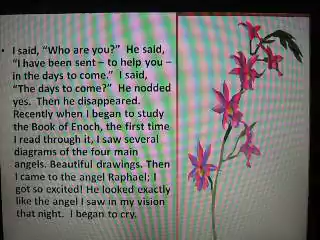 • I said, “Who are you?”  He said,
“I have been sent – to help you –
in the days to come.”  I said,
“The days to come?”  He nodded
yes.  Then he disappeared.
Recently when I began to study
the Book of Enoch, the first time
I read through it, I saw several
diagrams of the four main
angels. Beautiful drawings. Then
I came to the angel Raphael; I
got so excited! He looked exactly
like the angel I saw in my vision
that night.  I began to cry.